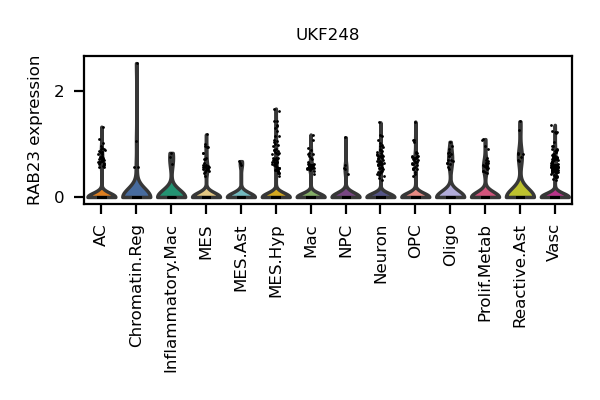 UKF248
RAB23 expression
2
0
AC
Chromatin.Reg
Inflammatory.Mac
MES
MES.Ast
MES.Hyp
Mac
NPC
Neuron
OPC
Oligo
Prolif.Metab
Reactive.Ast
Vasc